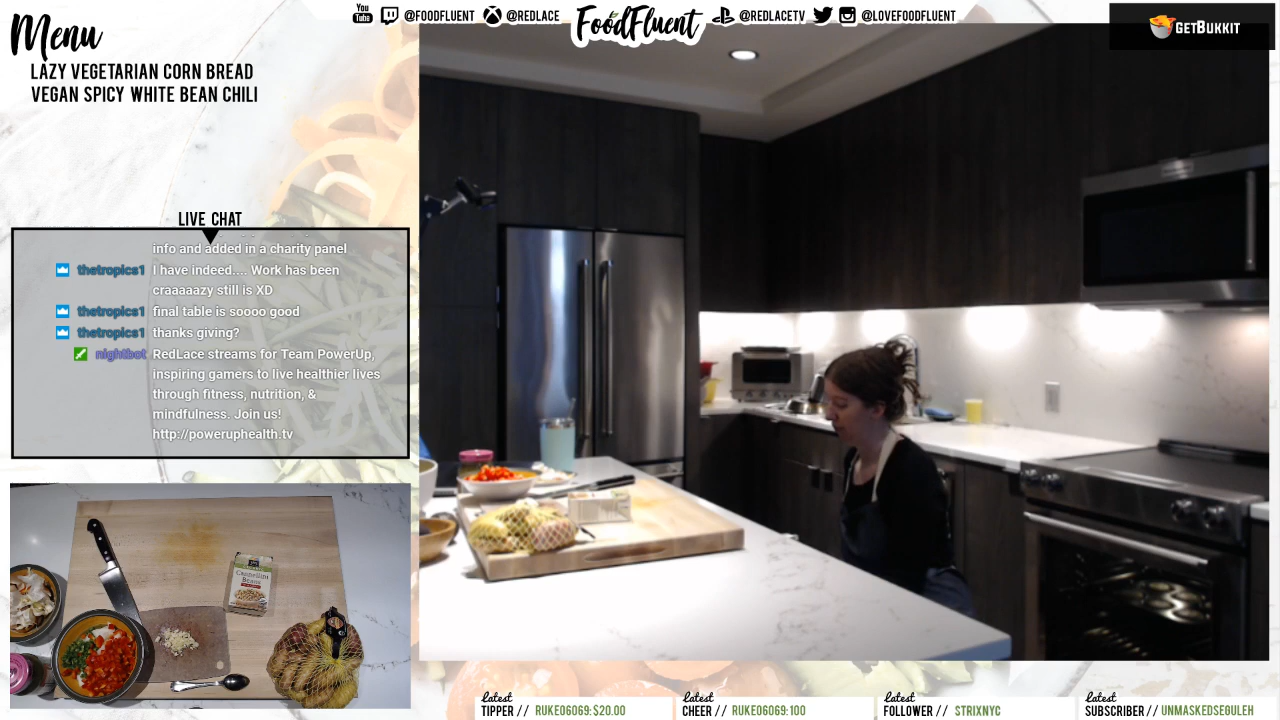 You Tube @FOODFLUENT @REDLACE FoodFluent @REDLACETV @LOVEFOODFLUENT
GETBUKKIT
Menu
LAZY VEGETARIAN CORN BREAD
VEGAN SPICY WHITE BEAN CHILI
LIVE CHAT
info and added in a charity panel
thetropics1 I have indeed.... Work has been
craaaaazy still is XD
thetropics1 final table is soooo good
thetropics1 thanks giving?
nightbot RedLace streams for Team PowerUp,
inspiring gamers to live healthier lives
through fitness, nutrition, &
mindfulness. Join us!
http://poweruphealth.tv
Cannellini
Beans
latest
TIPPER // RUKE06069: $20.00
latest
CHEER // RUKE06069: 100
latest
FOLLOWER // STRIXNYC
latest
SUBSCRIBER // UNMASKEDSEGULEH